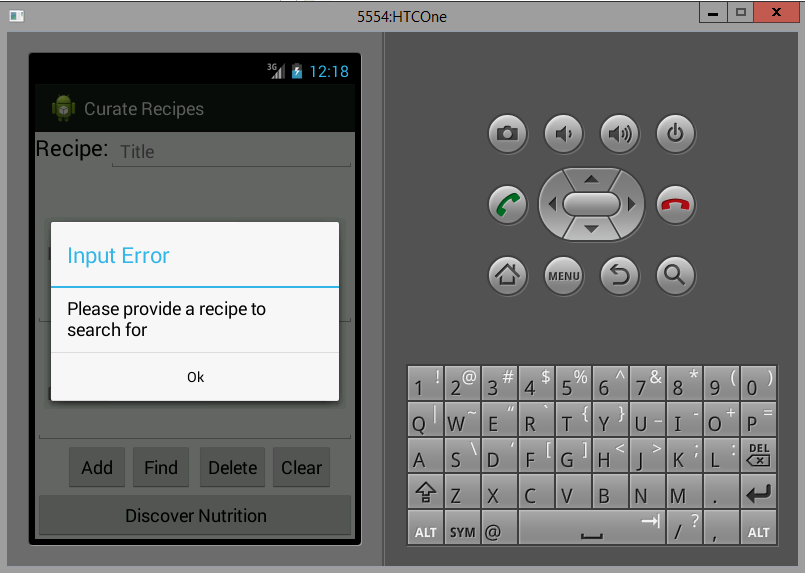 5554:HTCOne
3G 12:18
Curate Recipes
Recipe: Title
Input Error
Please provide a recipe to
search for
Ok
Add Find Delete Clear
Discover Nutrition
MENU
1 ! 2 @ 3 # 4 $ 5 % 6 ^ 7 & 8 * 9 ( 0 )
Q | W ~ E “ R ` T { Y } U _ I - O + P =
A S \ D ‘ F [ G ] H < J > K ; L : DEL
Z X C V B N M .
ALT SYM @ / ? , ALT